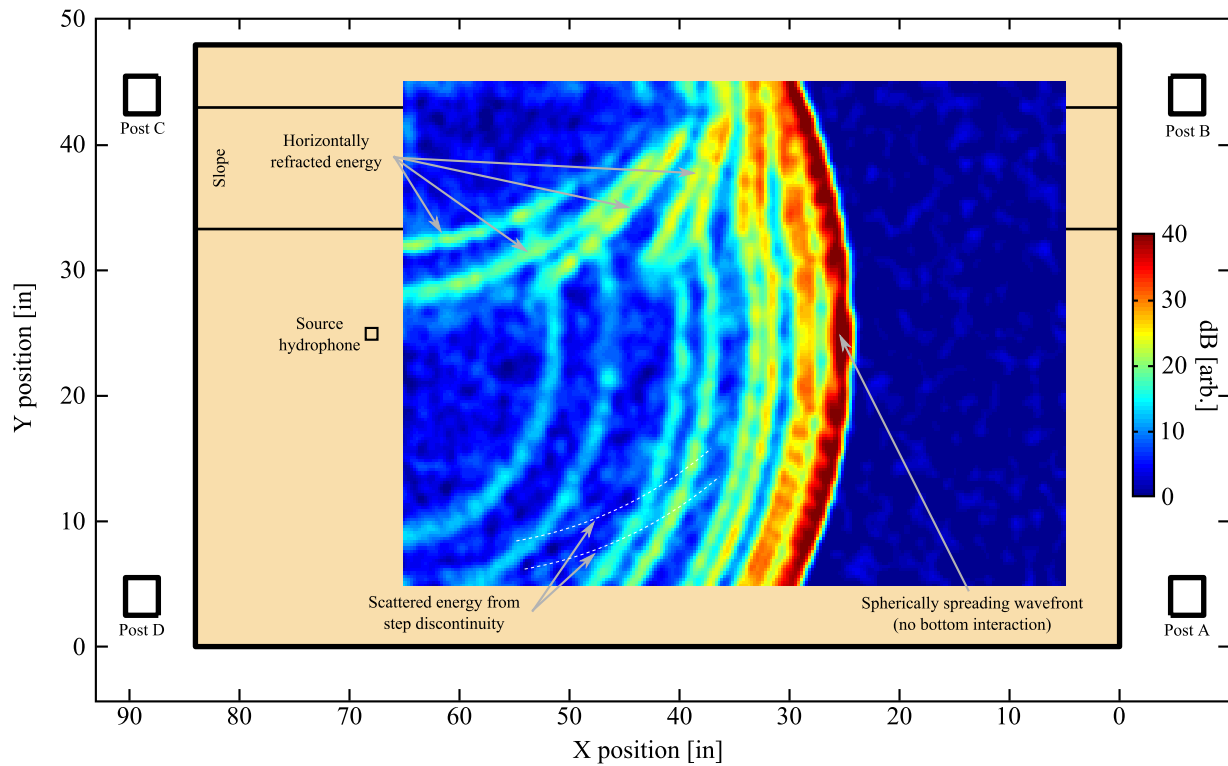 50
40
30
20
10
0
Y position [in]
Post C
Post B
Slope
Horizontally
refracted energy
Source
hydrophone
40
30
20
10
0
dB [arb.]
Scattered energy from
step discontinuity
Spherically spreading wavefront
(no bottom interaction)
Post D
Post A
90
80
70
60
50
40
30
20
10
0
X position [in]